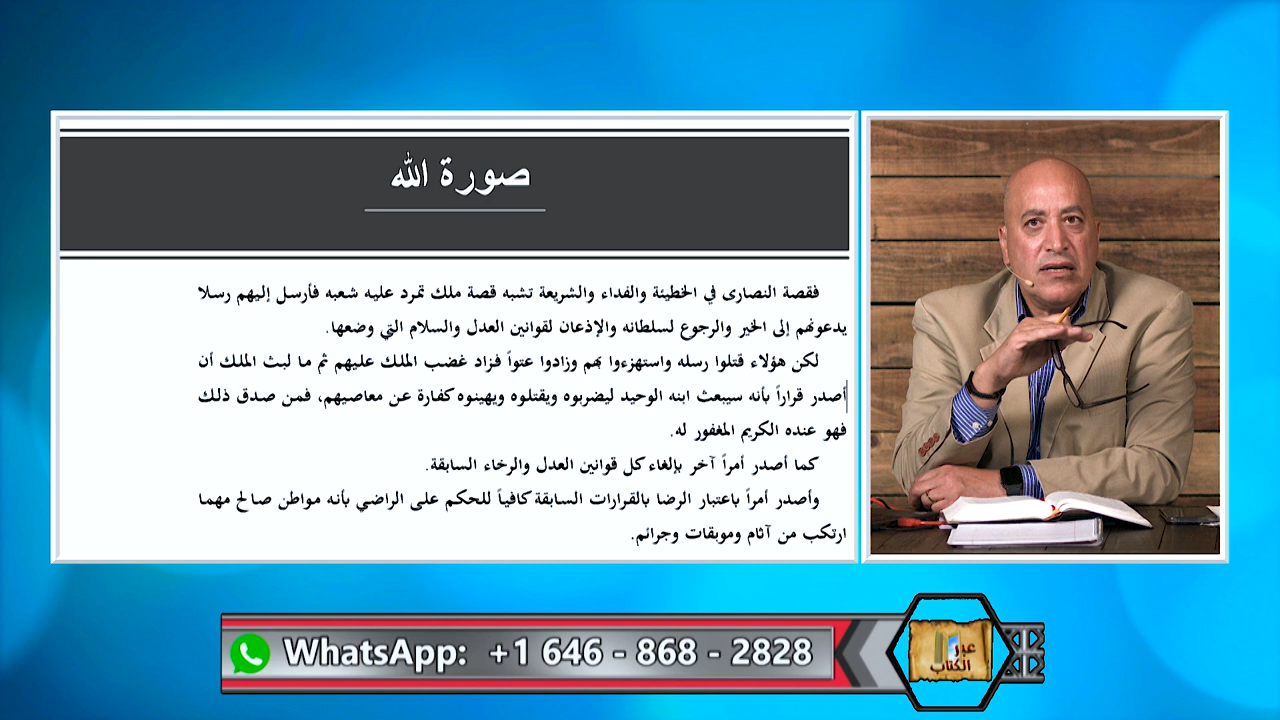 صورة الله
فقصة النصارى في الخطيئة والفداء والشريعة تشبه قصة ملك تمرد عليه شعبه فأرسل إليهم رسلا
يدعونهم إلى الخير والرجوع لسلطانه والإذعان لقوانين العدل والسلام التي وضعها.
لكن هؤلاء قتلوا رسله واستهزءوا بهم وزادوا عتواً فزاد غضب الملك عليهم ثم ما لبث الملك أن
أصدر قراراً بأنه سيبعث ابنه الوحيد ليضربوه ويقتلوه ويهينوه كفارة عن معاصيهم، فمن صدق ذلك
فهو عنده الكريم المغفور له.
كما أصدر أمراً آخر بإلغاء كل قوانين العدل والرخاء السابقة.
وأصدر أمراً باعتبار الرضا بالقرارات السابقة كافياً للحكم على الراضي بأنه مواطن صالح مهما
ارتكب من آثام وموبقات وجرائم.
WhatsApp: +1 646 - 868 - 2828
عبر
الكتاب